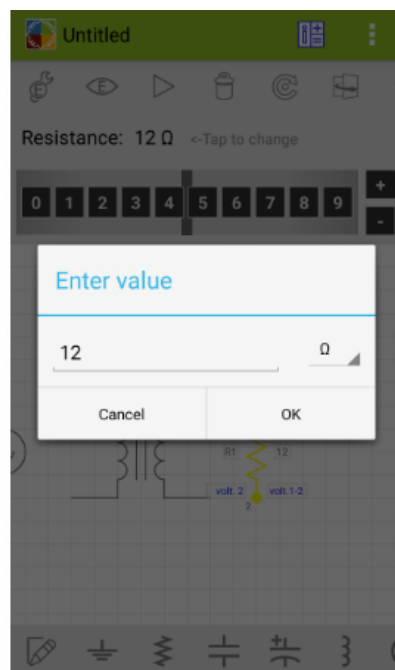 Untitled
Resistance: 12 Ω <-Tap to change
0 1 2 3 4 5 6 7 8 9
+
-
Enter value
12 Ω
Cancel OK
R1 12
volt. 2 volt.1-2
2